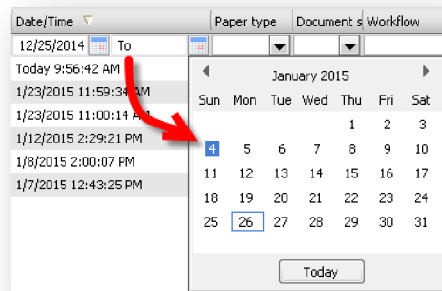 Date/Time Paper type Document s Workflow
12/25/2014 To
Today 9:56:42 AM
1/23/2015 11:59:34 AM
1/23/2015 11:00:14 AM
1/12/2015 2:29:21 PM
1/8/2015 2:00:07 PM
1/7/2015 12:43:25 PM
January 2015
Sun Mon Tue Wed Thu Fri Sat
1 2 3
4 5 6 7 8 9 10
11 12 13 14 15 16 17
18 19 20 21 22 23 24
25 26 27 28 29 30 31
Today